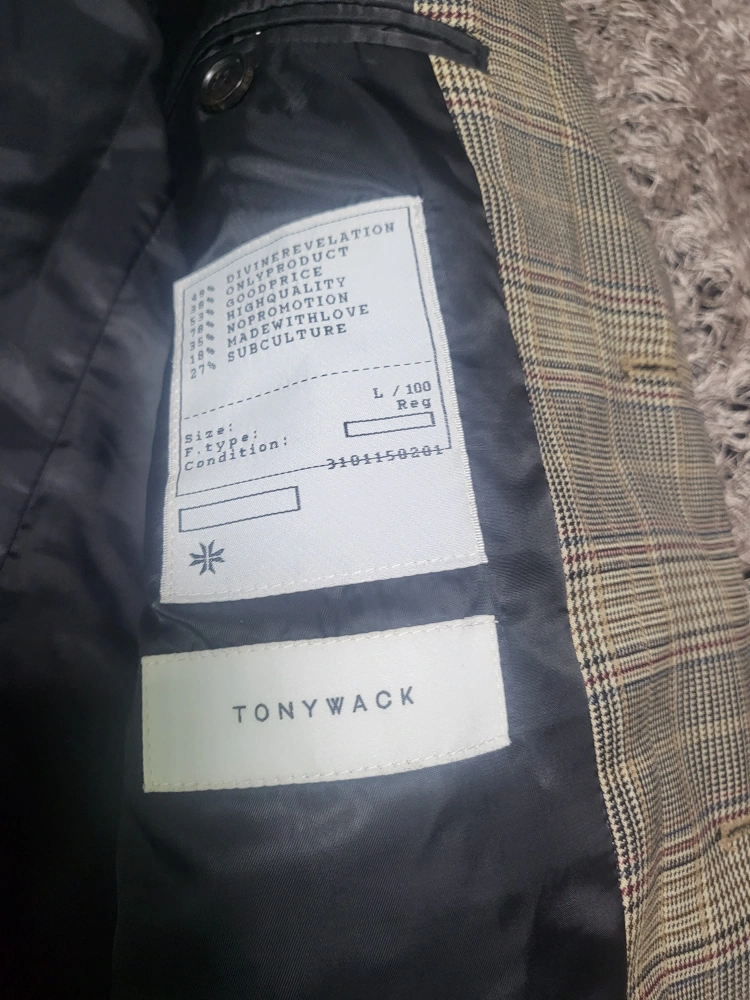 48% DIVINEREVELATION
38% ONLYPRODUCT
53% GOODPRICE
78% HIGHQUALITY
35% NOPROMOTION
18% MADEWITHLOVE
27% SUBCULTURE
Size: L / 100
F.type: Reg
Condition:
3101150201
TONYWACK